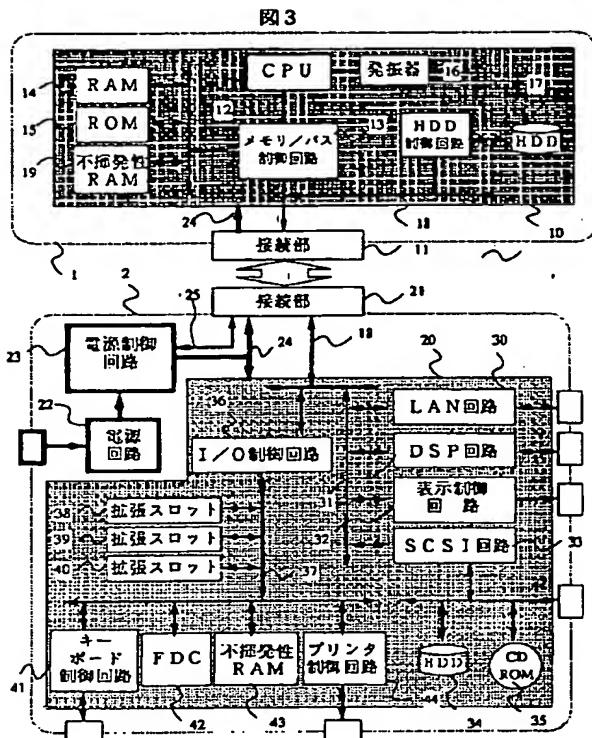 図3
14
RAM
CPU
発振器
16
17
15
ROM
12
13
メモリ/バス
制御回路
HDD
制御回路
HDD
19
不揮発性
RAM
24
18
10
接続部
11
1
2
25
接続部
21
23
電源制御
回路
24
18
20
30
22
電源
回路
36
I/O制御回路
LAN回路
DSP回路
31
表示制御
回路
32
SCSI回路
33
38
拡張スロット
39
拡張スロット
40
拡張スロット
37
キー
ボード
制御回路
41
FDC
不揮発性
RAM
プリンタ
制御回路
HDD
CD
ROM
42
43
44
34
35